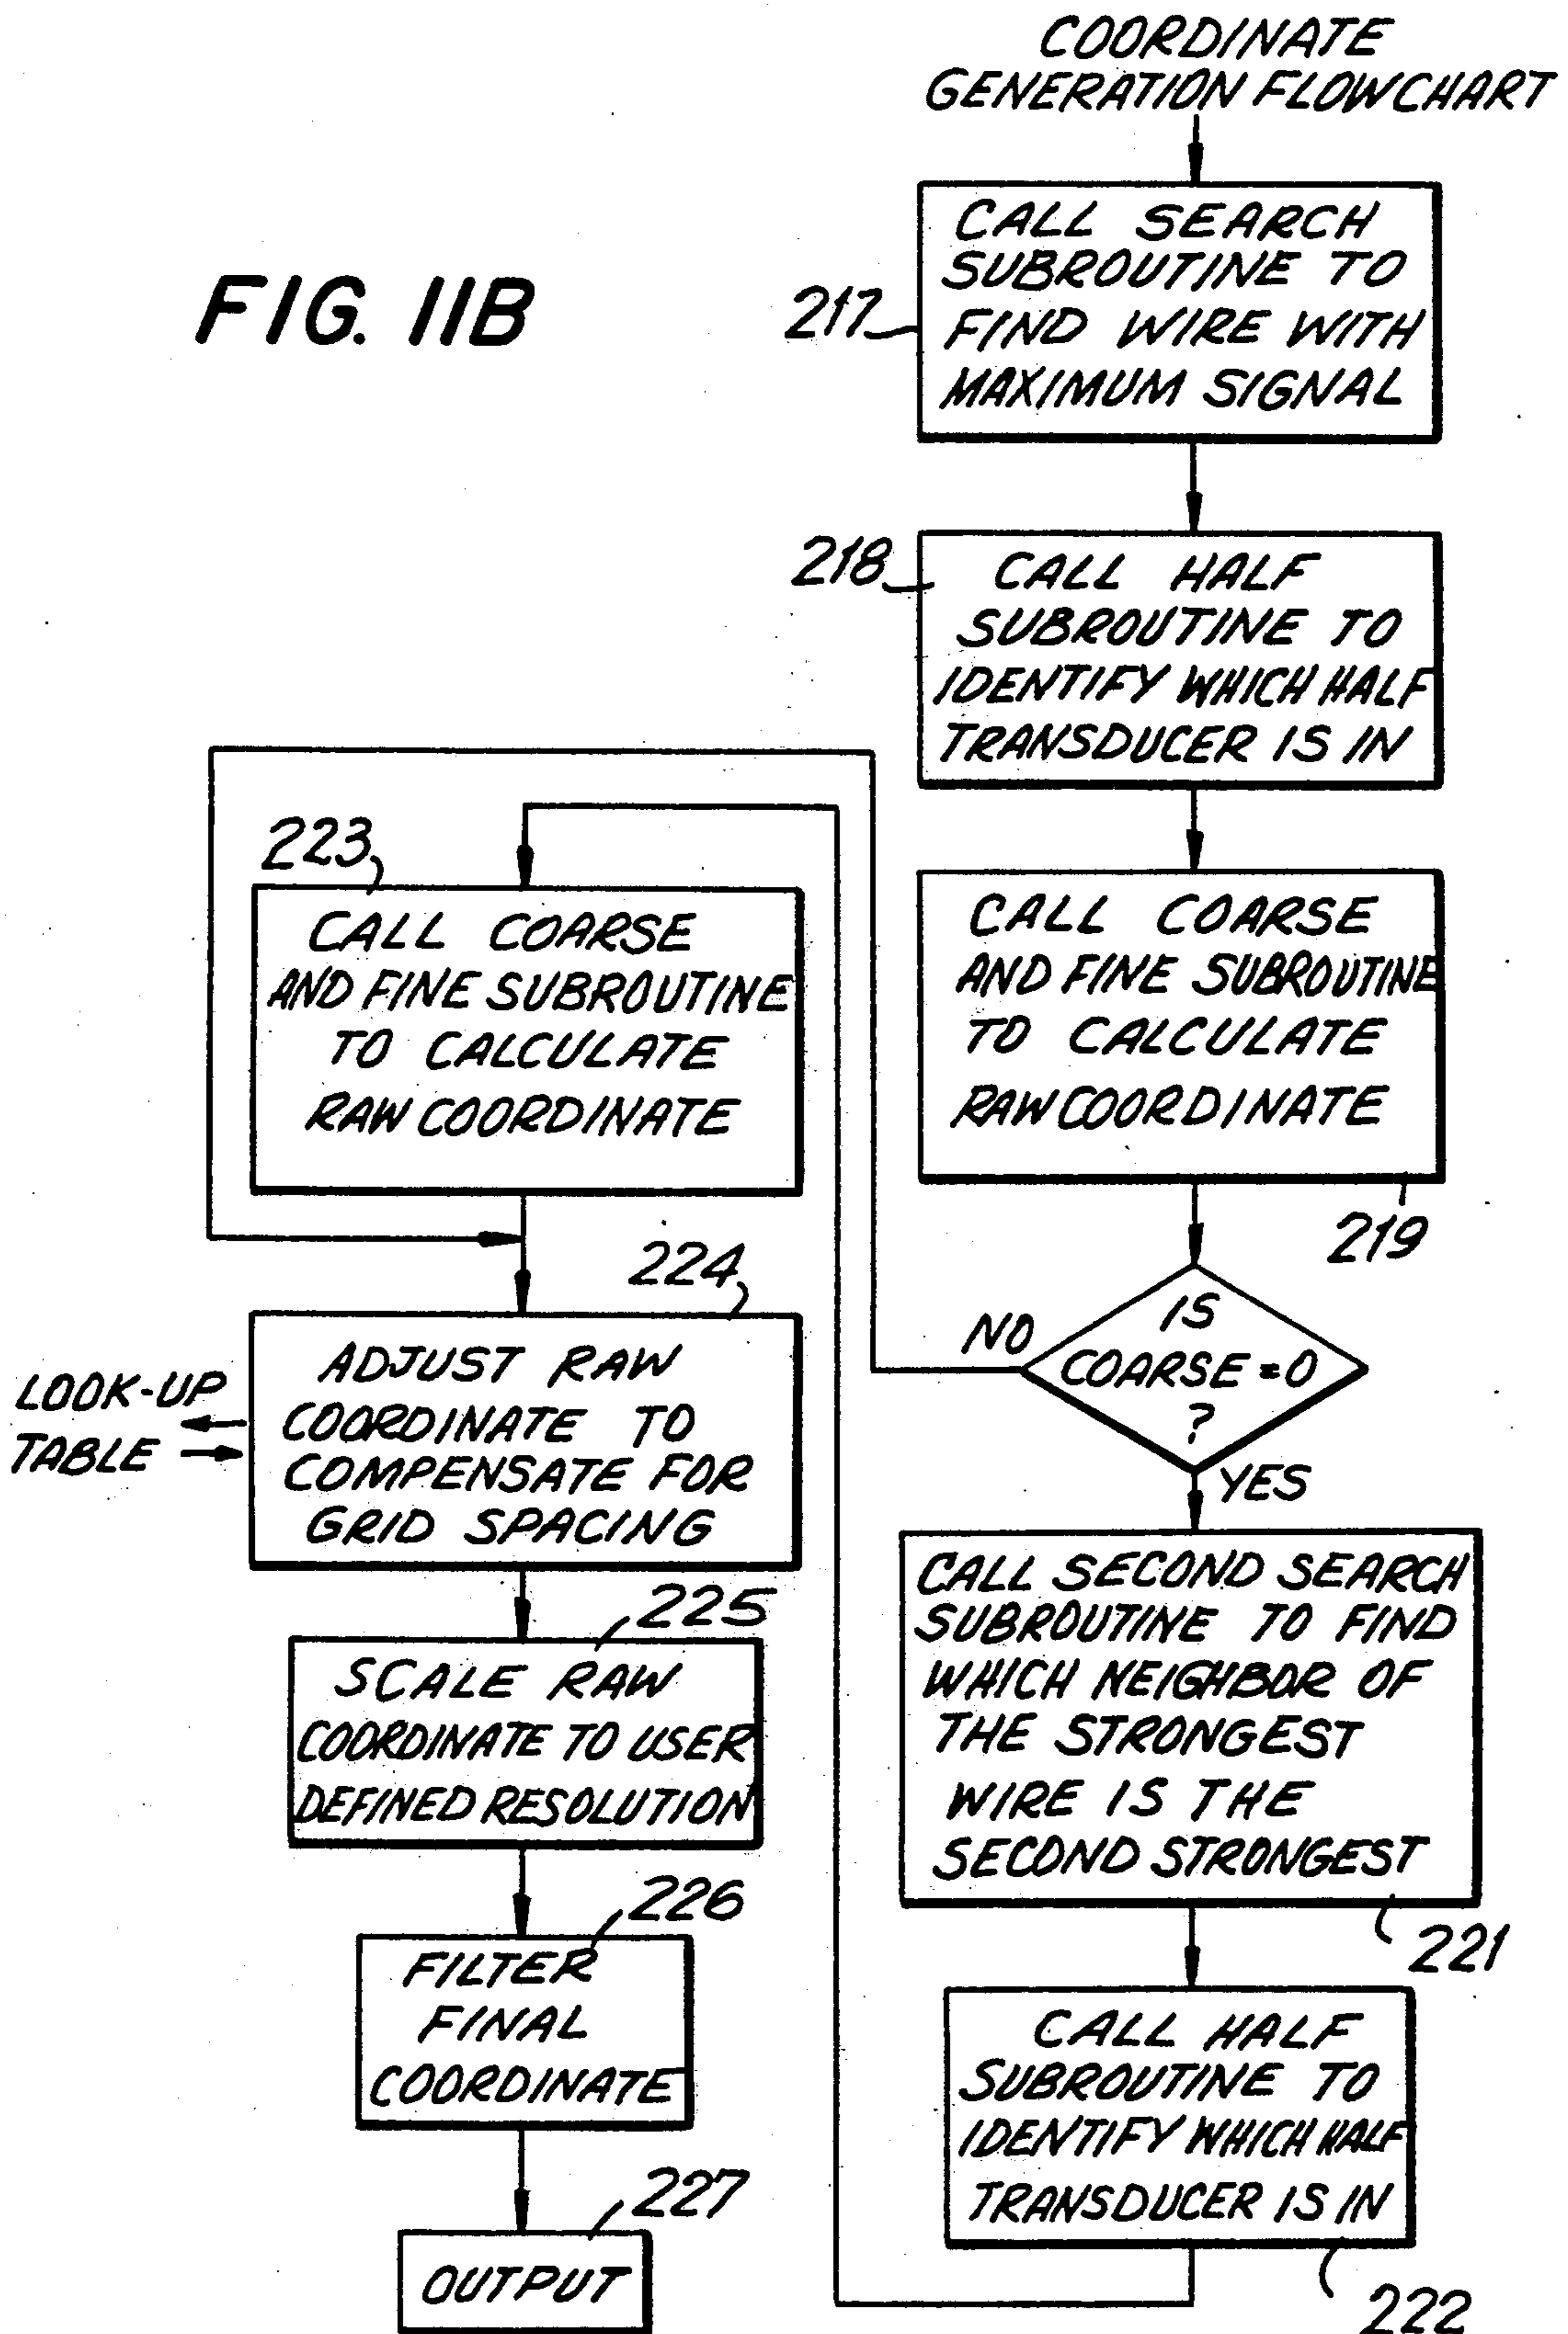 COORDINATE
GENERATION FLOWCHART
FIG. 11B
217
CALL SEARCH
SUBROUTINE TO
FIND WIRE WITH
MAXIMUM SIGNAL
218
CALL HALF
SUBROUTINE TO
IDENTIFY WHICH HALF
TRANSDUCER IS IN
CALL COARSE
AND FINE SUBROUTINE
TO CALCULATE
RAW COORDINATE
219
IS
COARSE = 0
?
NO
YES
CALL SECOND SEARCH
SUBROUTINE TO FIND
WHICH NEIGHBOR OF
THE STRONGEST
WIRE IS THE
SECOND STRONGEST
221
CALL HALF
SUBROUTINE TO
IDENTIFY WHICH HALF
TRANSDUCER IS IN
222
223
CALL COARSE
AND FINE SUBROUTINE
TO CALCULATE
RAW COORDINATE
224
LOOK-UP
TABLE
ADJUST RAW
COORDINATE TO
COMPENSATE FOR
GRID SPACING
225
SCALE RAW
COORDINATE TO USER
DEFINED RESOLUTION
226
FILTER
FINAL
COORDINATE
227
OUTPUT